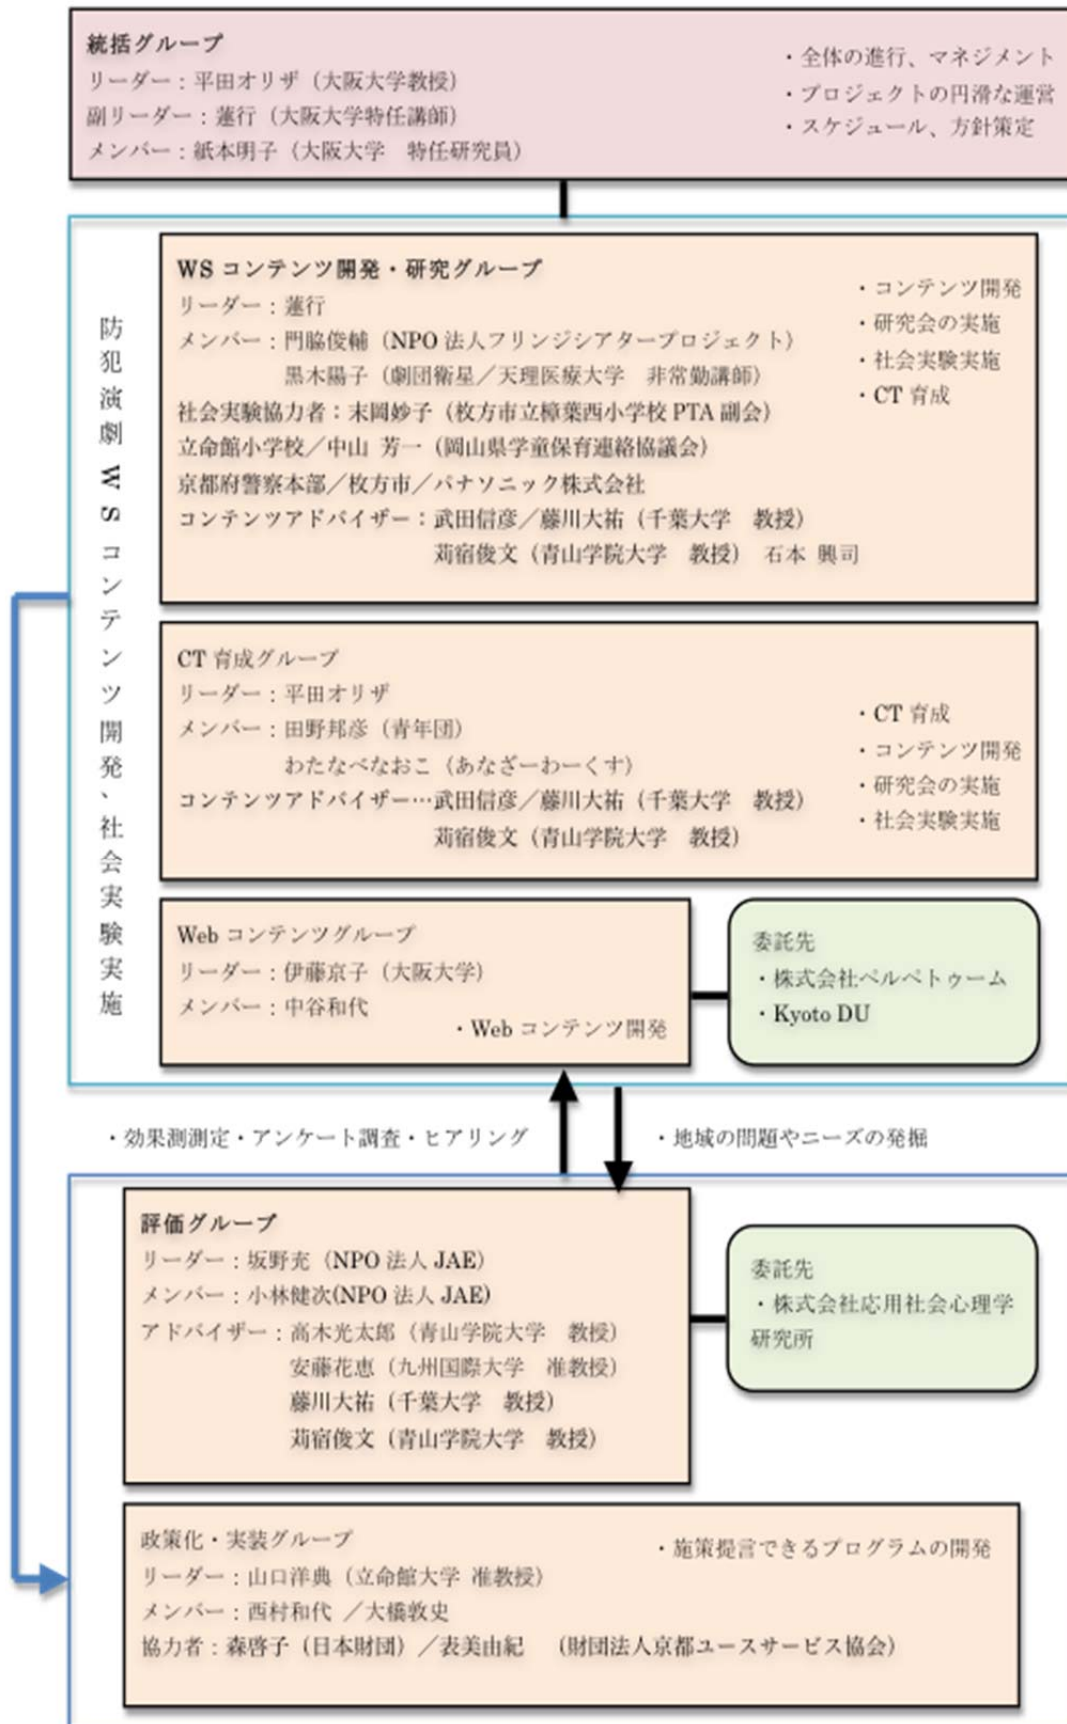 統括グループ
リーダー：平田オリザ（大阪大学教授）
副リーダー：蓮行（大阪大学特任講師）
メンバー：紙本明子（大阪大学　特任研究員）
・全体の進行、マネジメント
・プロジェクトの円滑な運営
・スケジュール、方針策定
防犯演劇 WS コンテンツ開発、社会実験実施
WS コンテンツ開発・研究グループ
リーダー：蓮行
メンバー：門脇俊輔（NPO 法人フリンジシアタープロジェクト）
黒木陽子（劇団衛星／天理医療大学　非常勤講師）
社会実験協力者：末岡妙子（枚方市立樟葉西小学校 PTA 副会）
立命館小学校／中山 芳一（岡山県学童保育連絡協議会）
京都府警察本部／枚方市／パナソニック株式会社
コンテンツアドバイザー：武田信彦／藤川大祐（千葉大学　教授）
苅宿俊文（青山学院大学　教授） 石本 興司
・コンテンツ開発
・研究会の実施
・社会実験実施
・CT 育成
CT 育成グループ
リーダー：平田オリザ
メンバー：田野邦彦（青年団）
わたなべなおこ（あなざーわーくす）
コンテンツアドバイザー…武田信彦／藤川大祐（千葉大学　教授）
苅宿俊文（青山学院大学　教授）
・CT 育成
・コンテンツ開発
・研究会の実施
・社会実験実施
Web コンテンツグループ
リーダー：伊藤京子（大阪大学）
メンバー：中谷和代
・Web コンテンツ開発
委託先
・株式会社ペルペトゥーム
・Kyoto DU
・効果測測定・アンケート調査・ヒアリング
・地域の問題やニーズの発掘
評価グループ
リーダー：坂野充（NPO 法人 JAE）
メンバー：小林健次(NPO 法人 JAE)
アドバイザー：高木光太郎（青山学院大学　教授）
安藤花恵（九州国際大学　准教授）
藤川大祐（千葉大学　教授）
苅宿俊文（青山学院大学　教授）
委託先
・株式会社応用社会心理学
研究所
政策化・実装グループ
リーダー：山口洋典（立命館大学 准教授）
メンバー：西村和代 ／大橋敦史
協力者：森啓子（日本財団）／表美由紀　（財団法人京都ユースサービス協会）
・施策提言できるプログラムの開発